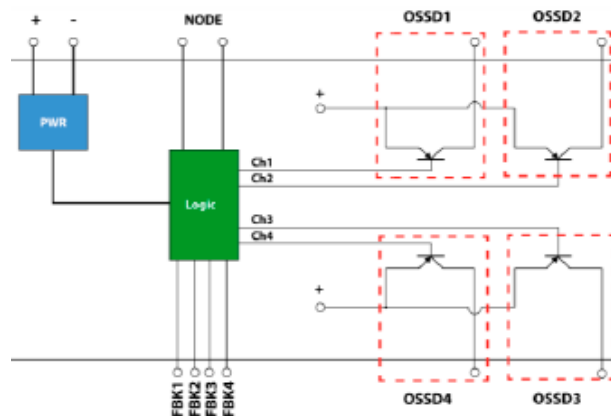 + - NODE OSSD1 OSSD2
+
PWR
Ch1
Ch2
Logic
Ch3
Ch4
+
FBK1
FBK2
FBK3
FBK4
OSSD4 OSSD3